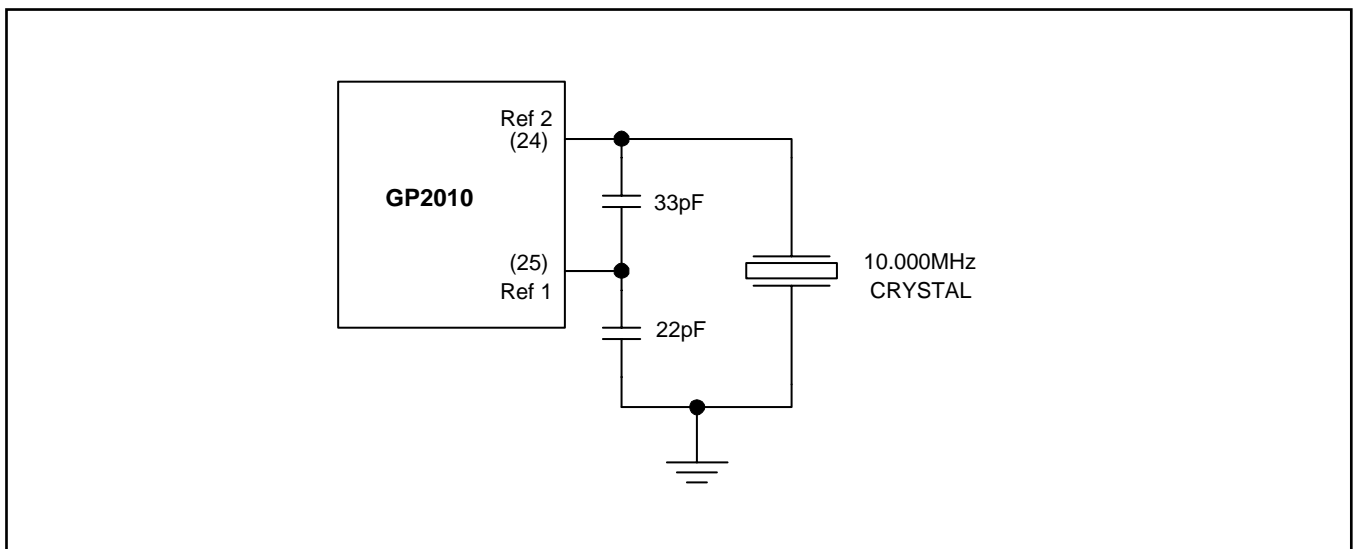 Ref 2
(24)
GP2010
33pF
(25)
Ref 1
10.000MHz
CRYSTAL
22pF